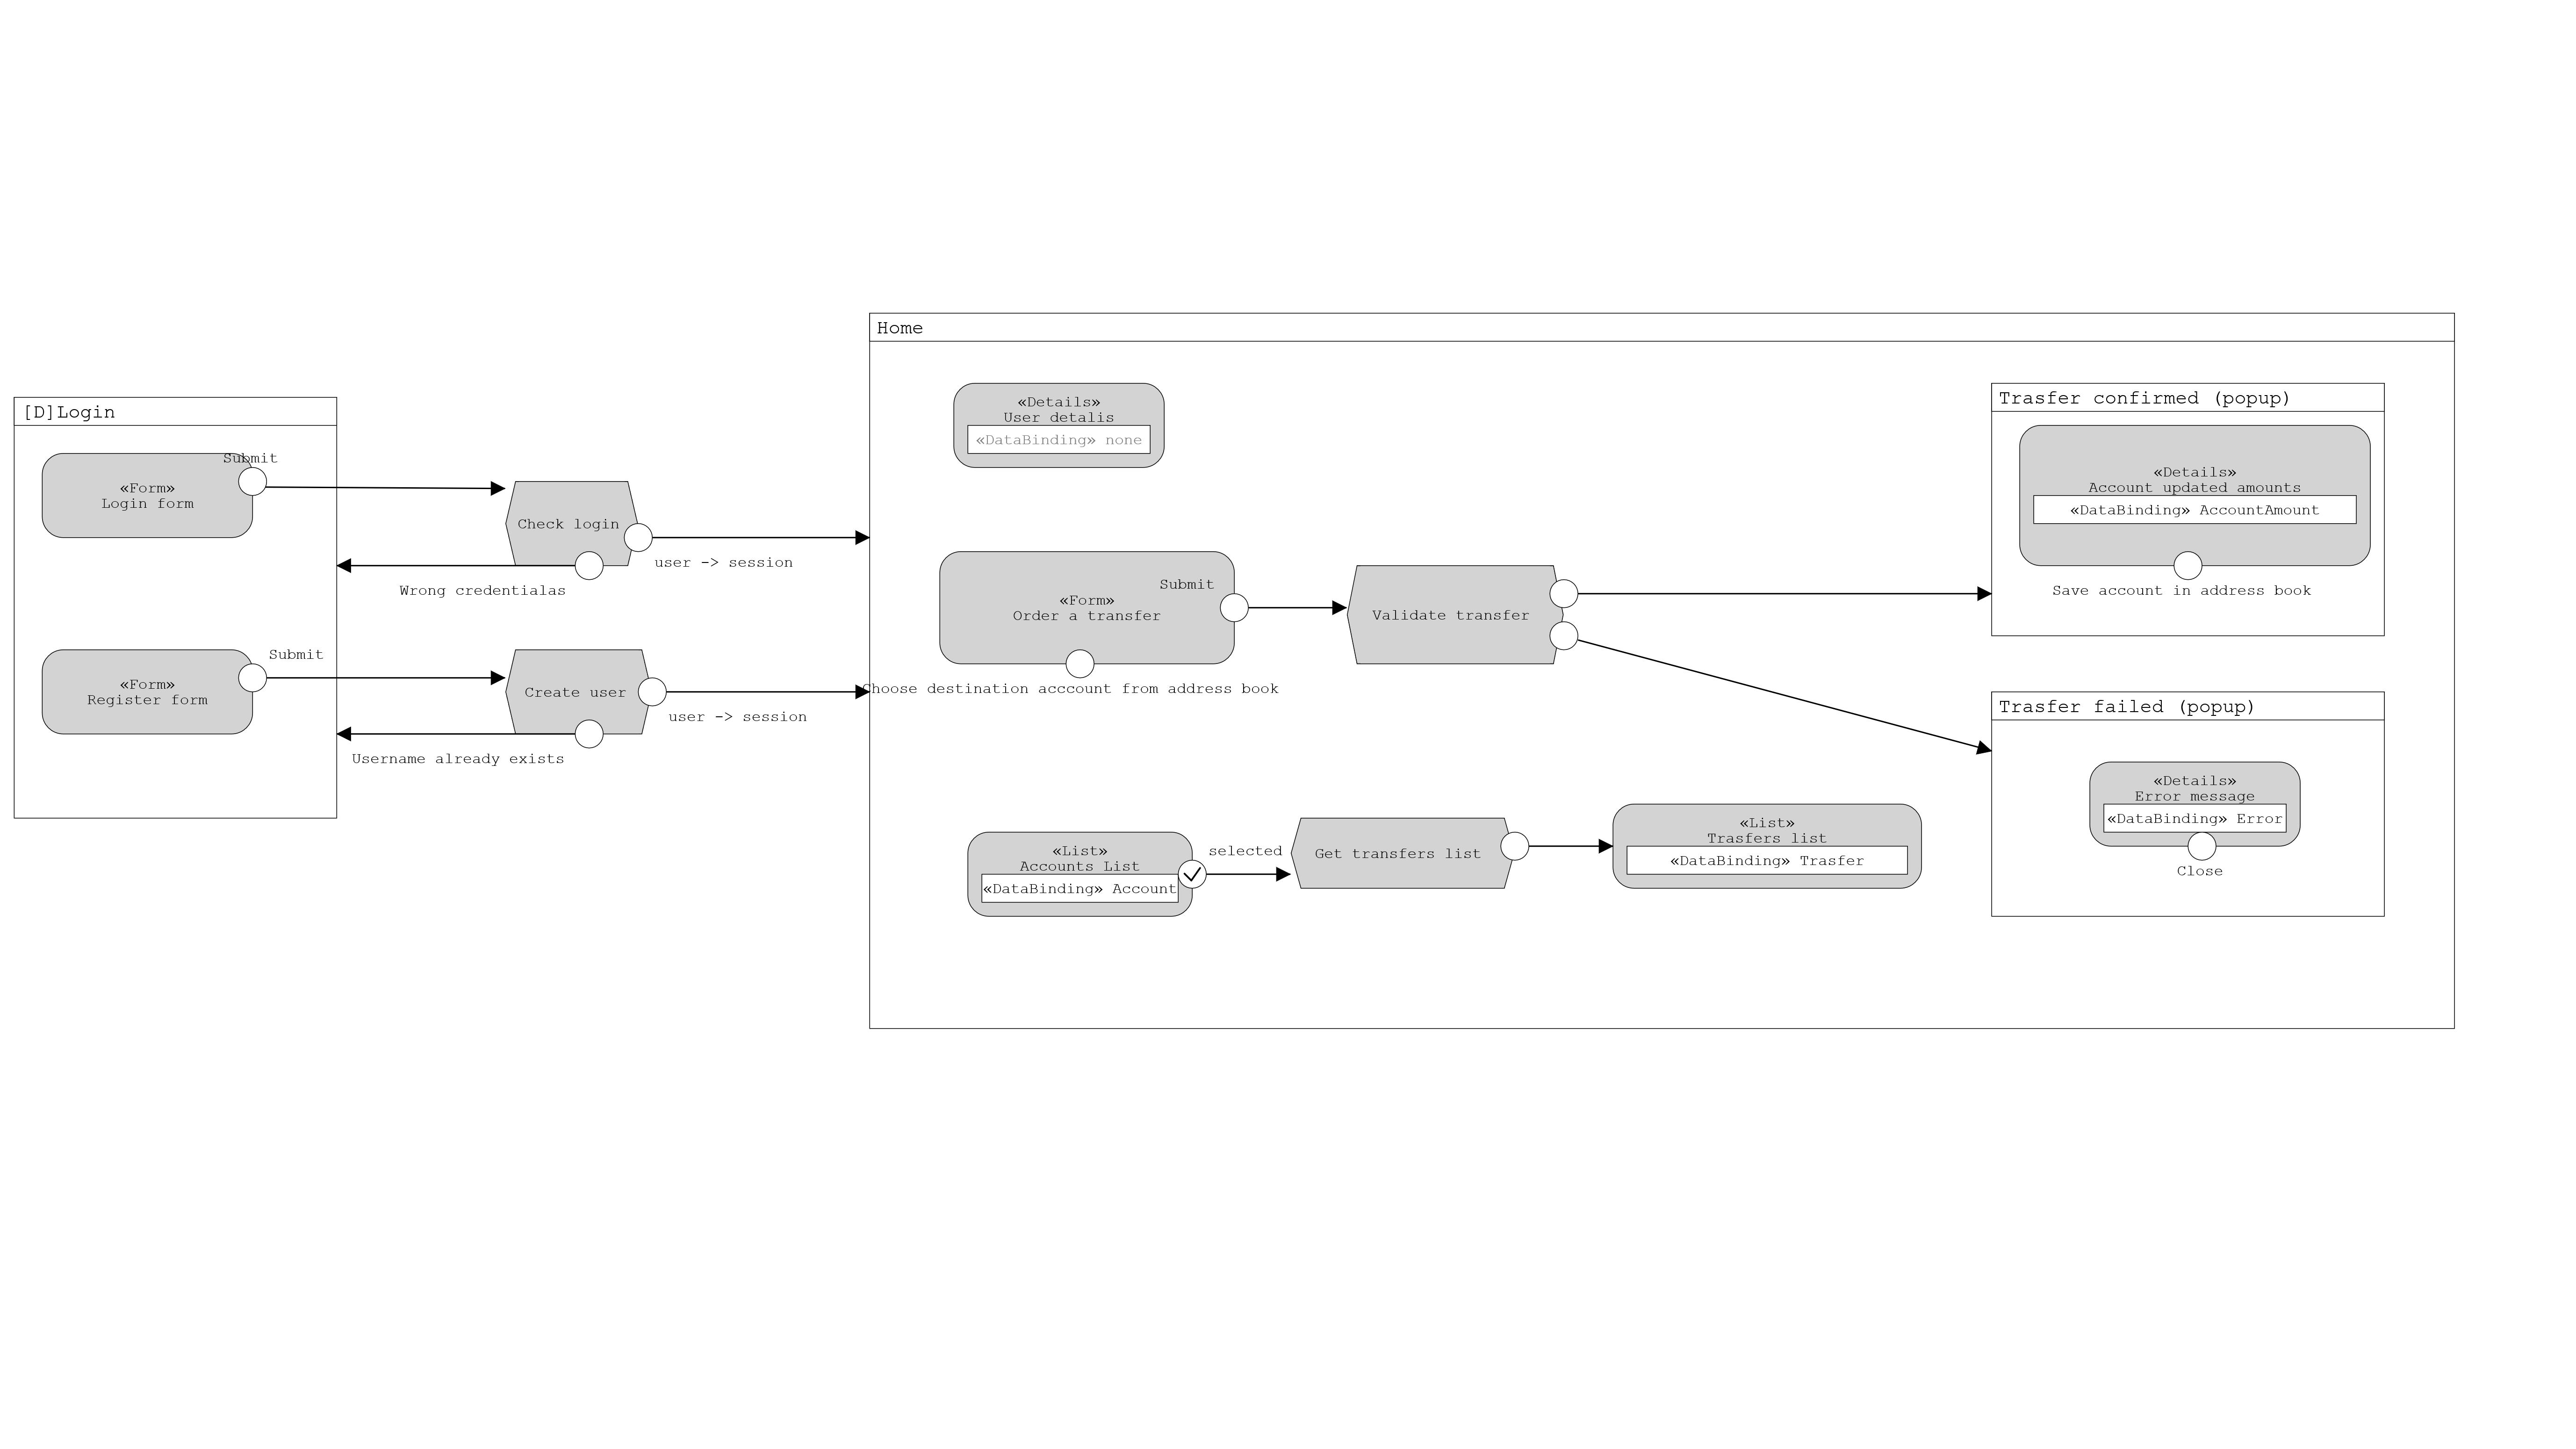 [D]Login
Submit
«Form»
Login form
Check login
user -> session
Wrong credentialas
Submit
«Form»
Register form
Create user
user -> session
Username already exists
Home
«Details»
User detalis
«DataBinding» none
Submit
«Form»
Order a transfer
Choose destination acccount from address book
Validate transfer
«List»
Accounts List
«DataBinding» Account
selected
Get transfers list
«List»
Trasfers list
«DataBinding» Trasfer
Trasfer confirmed (popup)
«Details»
Account updated amounts
«DataBinding» AccountAmount
Save account in address book
Trasfer failed (popup)
«Details»
Error message
«DataBinding» Error
Close